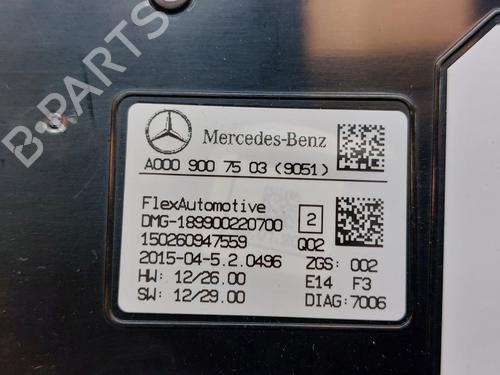 B-PARTS
Mercedes-Benz
A000 900 75 03 (9051)
FlexAutomotive
DMG-189900220700 2
150260947559 Q02
2015-04-5.2.0496 ZGS: 002
HW: 12/26.00 E14 F3
SW: 12/29.00 DIAG:7006